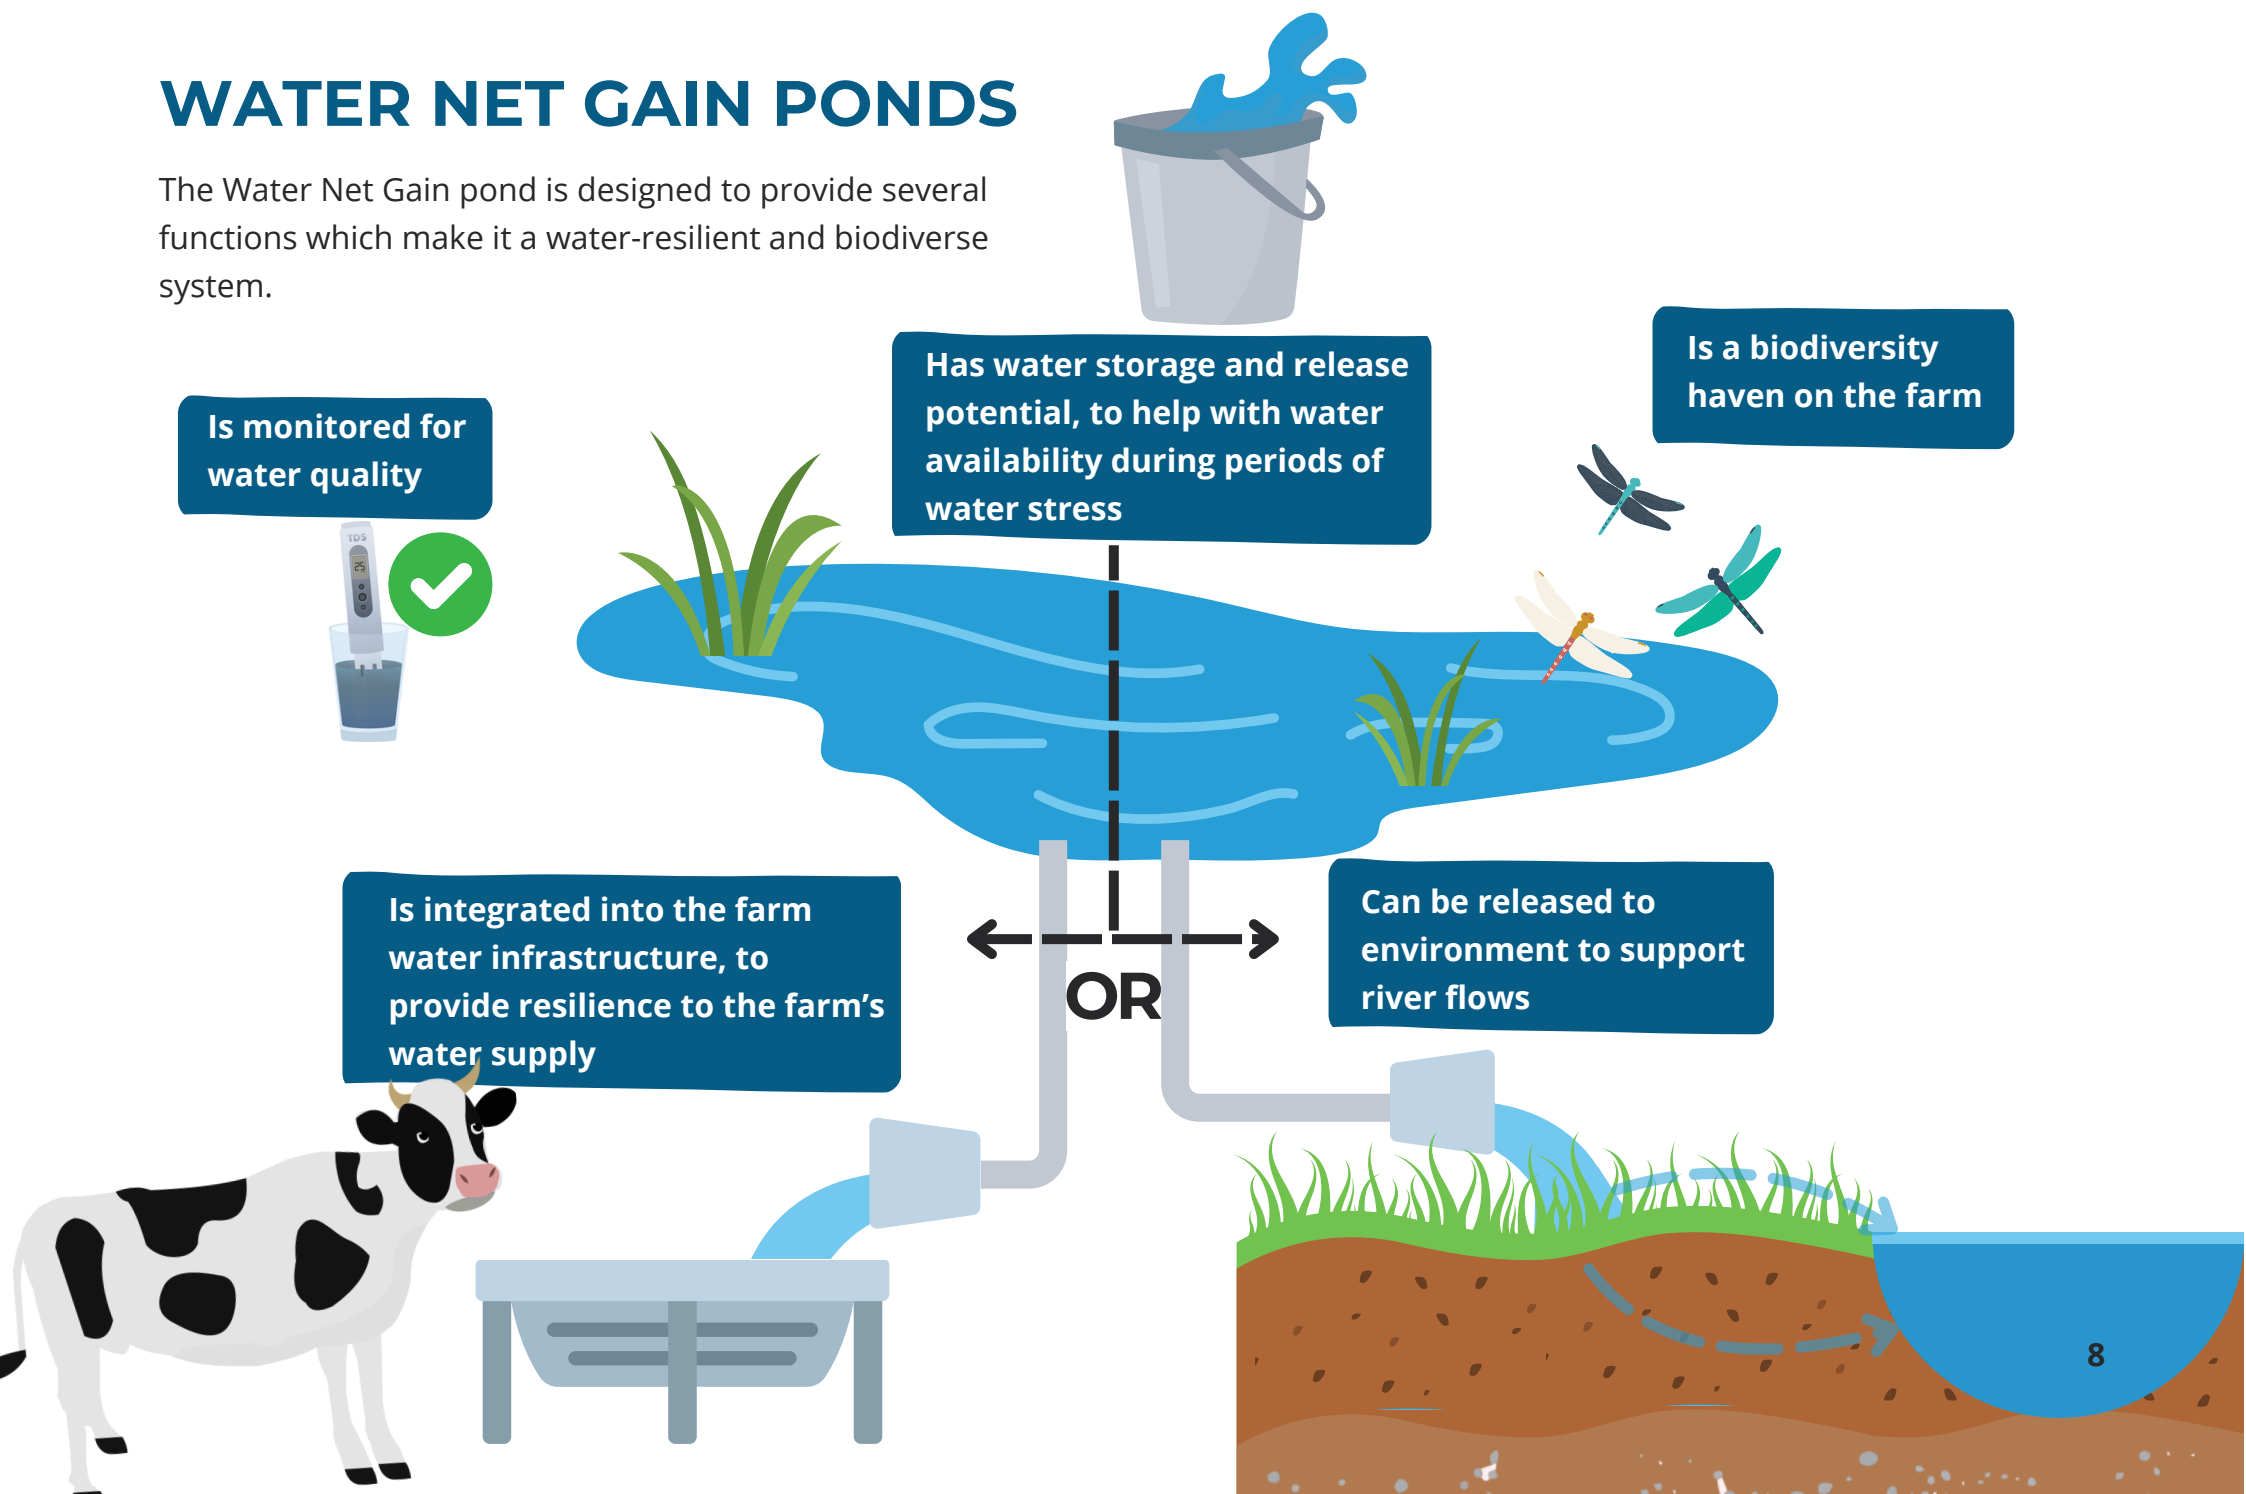 WATER NET GAIN PONDS
The Water Net Gain pond is designed to provide several
functions which make it a water-resilient and biodiverse
system.
Is monitored for
water quality
TDS
25
Has water storage and release
potential, to help with water
availability during periods of
water stress
Is a biodiversity
haven on the farm
Is integrated into the farm
water infrastructure, to
provide resilience to the farm’s
water supply
OR
Can be released to
environment to support
river flows
8